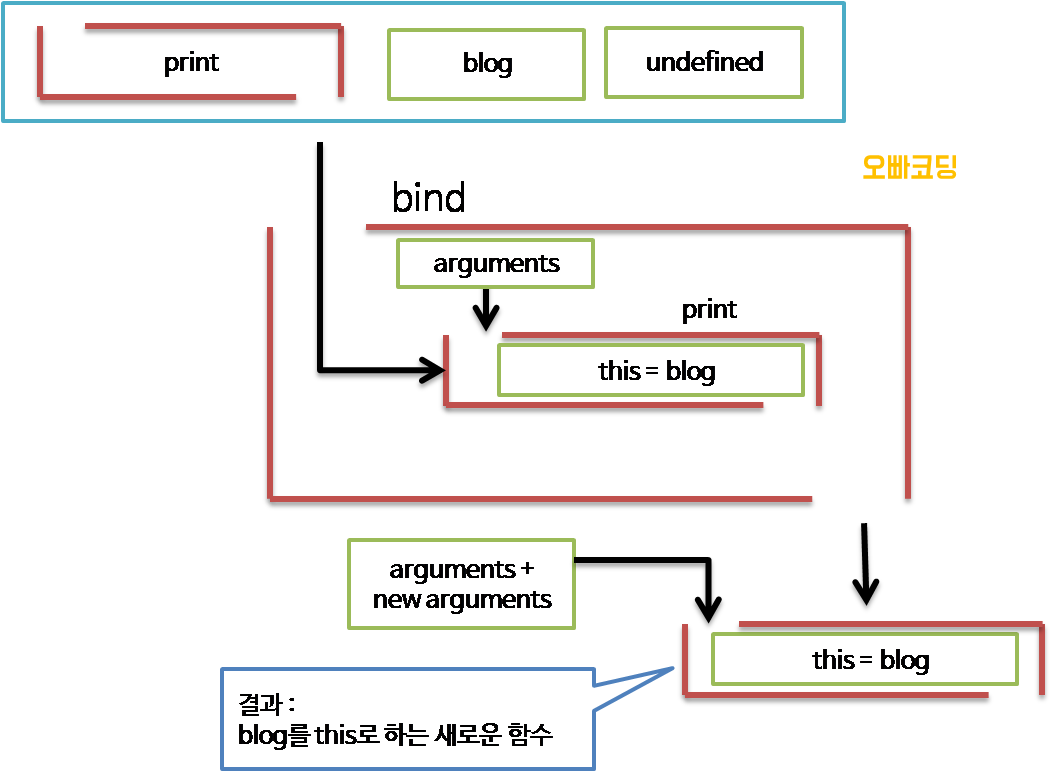 print
blog
undefined
오빠코딩
bind
arguments
print
this = blog
arguments +
new arguments
this = blog
결과 :
blog를 this로 하는 새로운 함수